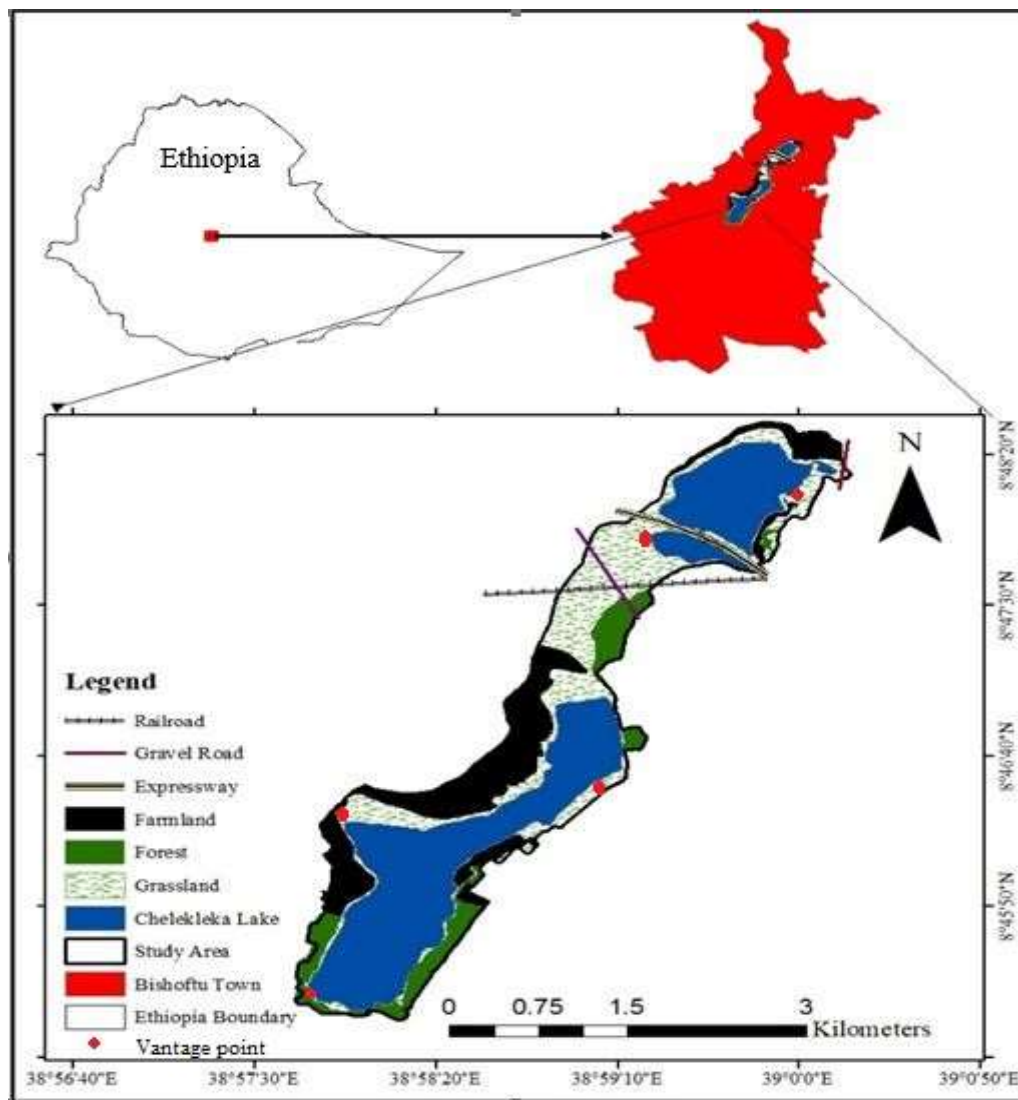 Ethiopia
N
8°48'20"N
8°47'30"N
8°46'40"N
8°45'50"N
Legend
Railroad
Gravel Road
Expressway
Farmland
Forest
Grassland
Chelekleka Lake
Study Area
Bishoftu Town
Ethiopia Boundary
Vantage point
0 0.75 1.5 3
Kilometers
38°56'40"E 38°57'30"E 38°58'20"E 38°59'10"E 39°0'0"E 39°0'50"E